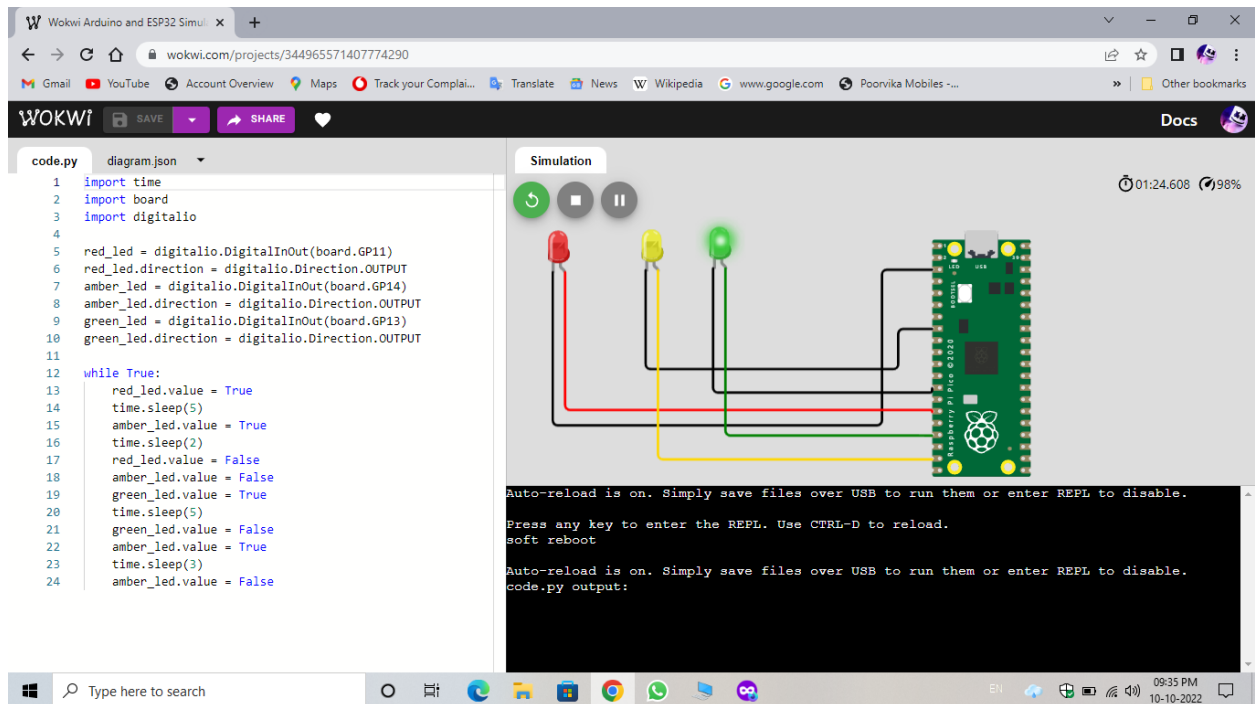 Wokwi Arduino and ESP32 Simul
wokwi.com/projects/344965571407774290
Gmail YouTube Account Overview Maps Track your Complai... Translate News Wikipedia www.google.com Poorvika Mobiles -... » Other bookmarks
WOKWi SAVE SHARE Docs
code.py diagram.json
Simulation
01:24.608 98%
1 import time
2 import board
3 import digitalio
4
5 red_led = digitalio.DigitalInOut(board.GP11)
6 red_led.direction = digitalio.Direction.OUTPUT
7 amber_led = digitalio.DigitalInOut(board.GP14)
8 amber_led.direction = digitalio.Direction.OUTPUT
9 green_led = digitalio.DigitalInOut(board.GP13)
10 green_led.direction = digitalio.Direction.OUTPUT
11
12 while True:
13 red_led.value = True
14 time.sleep(5)
15 amber_led.value = True
16 time.sleep(2)
17 red_led.value = False
18 amber_led.value = False
19 green_led.value = True
20 time.sleep(5)
21 green_led.value = False
22 amber_led.value = True
23 time.sleep(3)
24 amber_led.value = False
LED USB
BOOTSEL
Raspberry Pi Pico ©2020
Auto-reload is on. Simply save files over USB to run them or enter REPL to disable.
Press any key to enter the REPL. Use CTRL-D to reload.
soft reboot
Auto-reload is on. Simply save files over USB to run them or enter REPL to disable.
code.py output:
Type here to search
EN
09:35 PM
10-10-2022